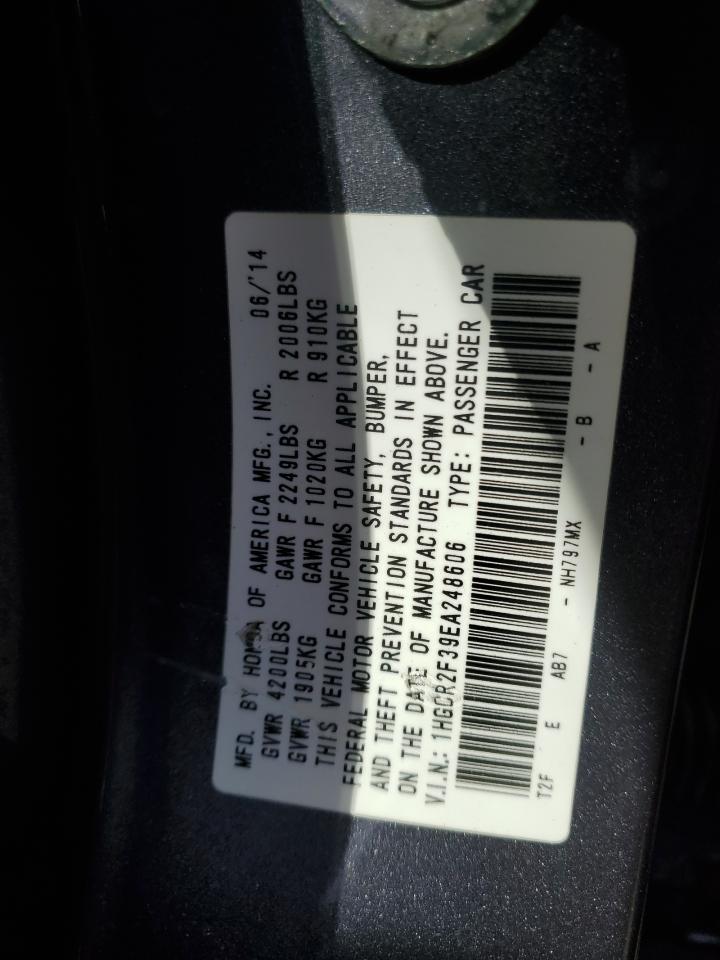 MFD. BY HONDA OF AMERICA MFG., INC. 06/'14
GVWR 4200LBS GAWR F 2249LBS R 2006LBS
GVWR 1905KG GAWR F 1020KG R 910KG
THIS VEHICLE CONFORMS TO ALL APPLICABLE
FEDERAL MOTOR VEHICLE SAFETY, BUMPER,
AND THEFT PREVENTION STANDARDS IN EFFECT
ON THE DATE OF MANUFACTURE SHOWN ABOVE.
V.I.N.: 1HGCR2F39EA248606 TYPE: PASSENGER CAR
T2F E AB7 - NH797MX - B - A